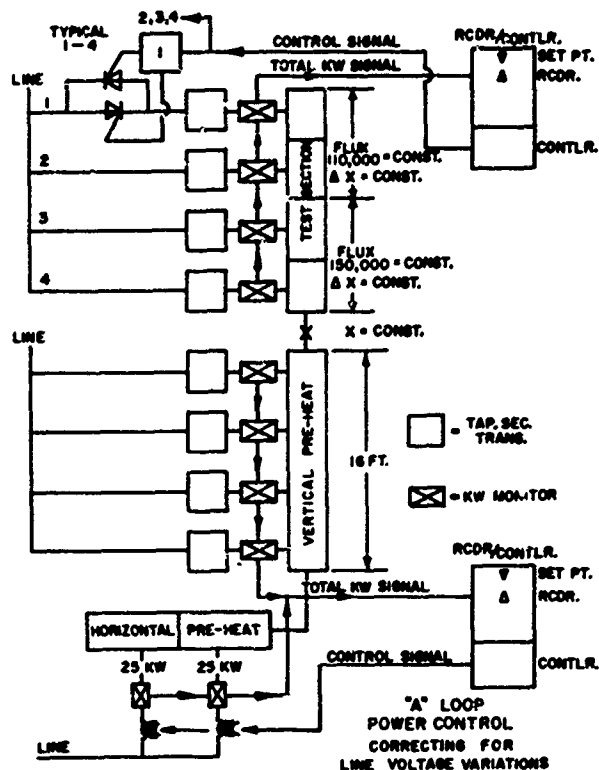 2,3,4
TYPICAL
1-4
1
CONTROL SIGNAL
RCDR/CONTLR.
SET PT.
RCDR.
TOTAL KW SIGNAL
LINE
1
CONTLR.
FLUX
110,000 = CONST.
Δ X = CONST.
2
TEST SECTION
3
FLUX
150,000 = CONST.
Δ X = CONST.
4
X = CONST.
LINE
VERTICAL PRE-HEAT
16 FT.
= TAP. SEC.
TRANS.
= KW MONITOR
RCDR/CONTLR.
SET PT.
RCDR.
TOTAL KW SIGNAL
HORIZONTAL PRE-HEAT
25 KW 25 KW
CONTROL SIGNAL
CONTLR.
"A" LOOP
POWER CONTROL
CORRECTING FOR
LINE VOLTAGE VARIATIONS
LINE